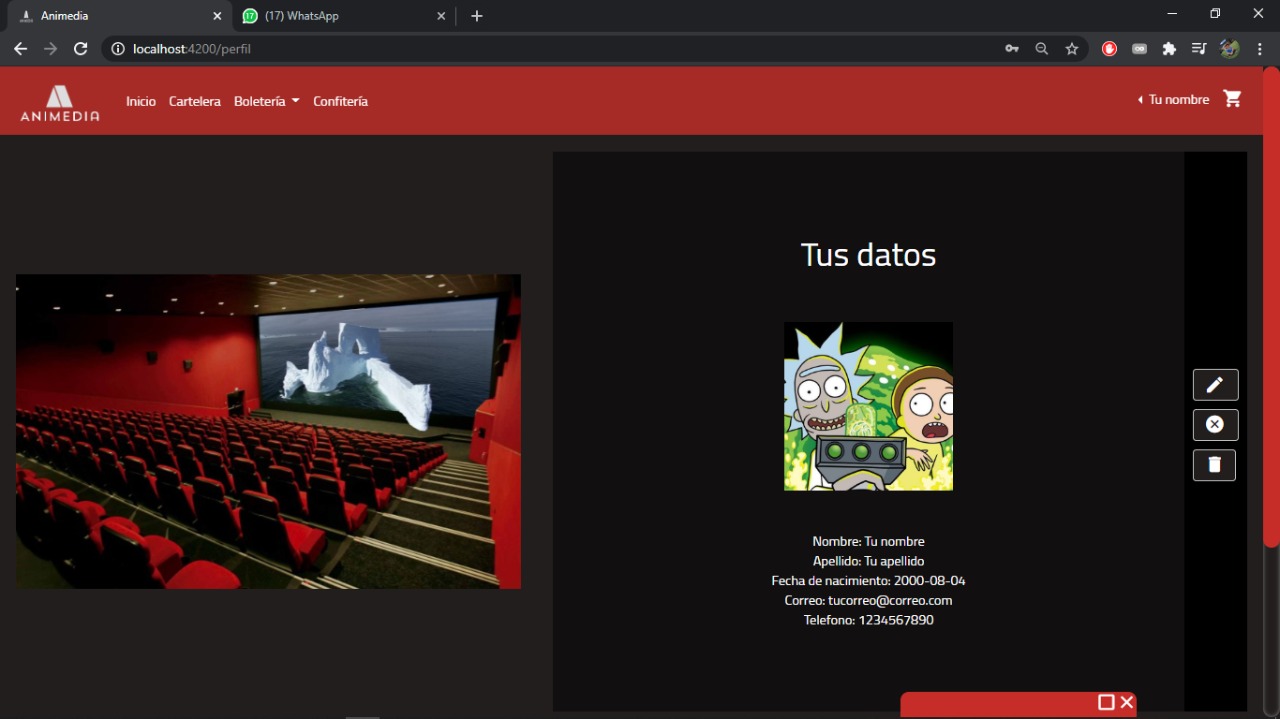 Animedia
17
(17) WhatsApp
localhost:4200/perfil
ANIMEDIA
Inicio Cartelera Boletería Confitería
Tu nombre
Tus datos
Nombre: Tu nombre
Apellido: Tu apellido
Fecha de nacimiento: 2000-08-04
Correo: tucorreo@correo.com
Telefono: 1234567890